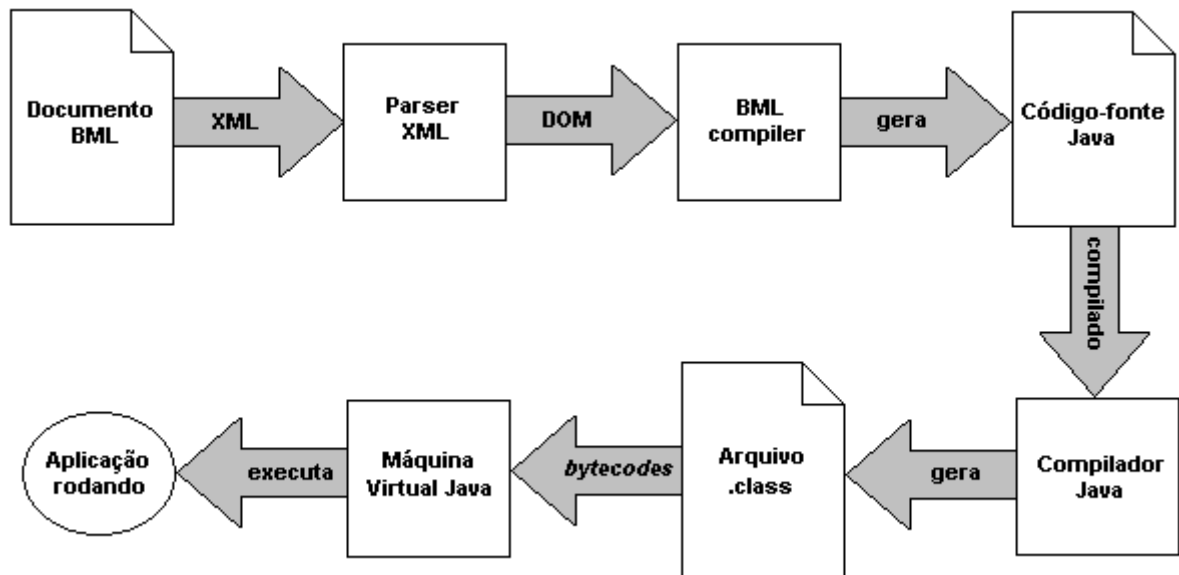 Documento
BML
XML
Parser
XML
DOM
BML
compiler
gera
Código-fonte
Java
compilado
Compilador
Java
gera
Arquivo
.class
bytecodes
Máquina
Virtual Java
executa
Aplicação
rodando